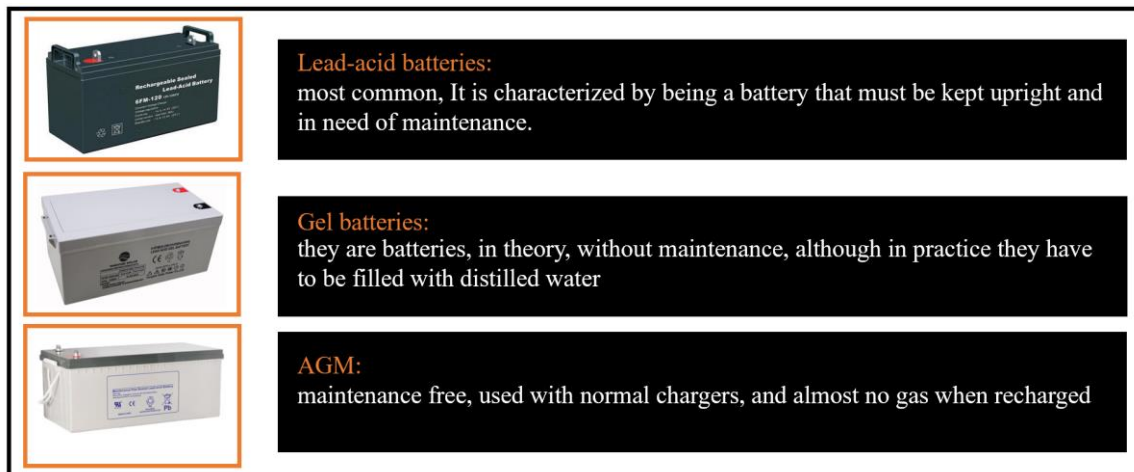 Rechargeable Sealed
Lead-Acid Battery
6FM-120
Lead-acid batteries:
most common, It is characterized by being a battery that must be kept upright and
in need of maintenance.
Gel batteries:
they are batteries, in theory, without maintenance, although in practice they have
to be filled with distilled water
AGM:
maintenance free, used with normal chargers, and almost no gas when recharged
Pb